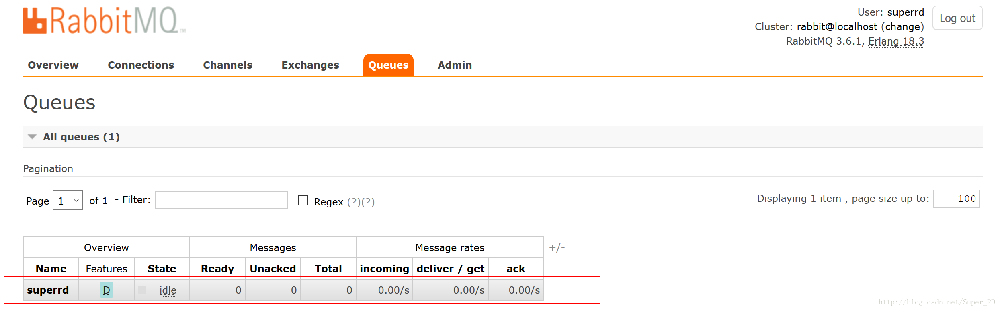 RabbitMQ™
User: superrd
Log out
Cluster: rabbit@localhost (change)
RabbitMQ 3.6.1, Erlang 18.3
Overview Connections Channels Exchanges Queues Admin
Queues
All queues (1)
Pagination
Page 1 of 1 - Filter: Regex (?)(?) Displaying 1 item , page size up to: 100
Overview Messages Message rates +/-
Name Features State Ready Unacked Total incoming deliver / get ack
superrd D idle 0 0 0 0.00/s 0.00/s 0.00/s
http://blog.csdn.net/Super_RD